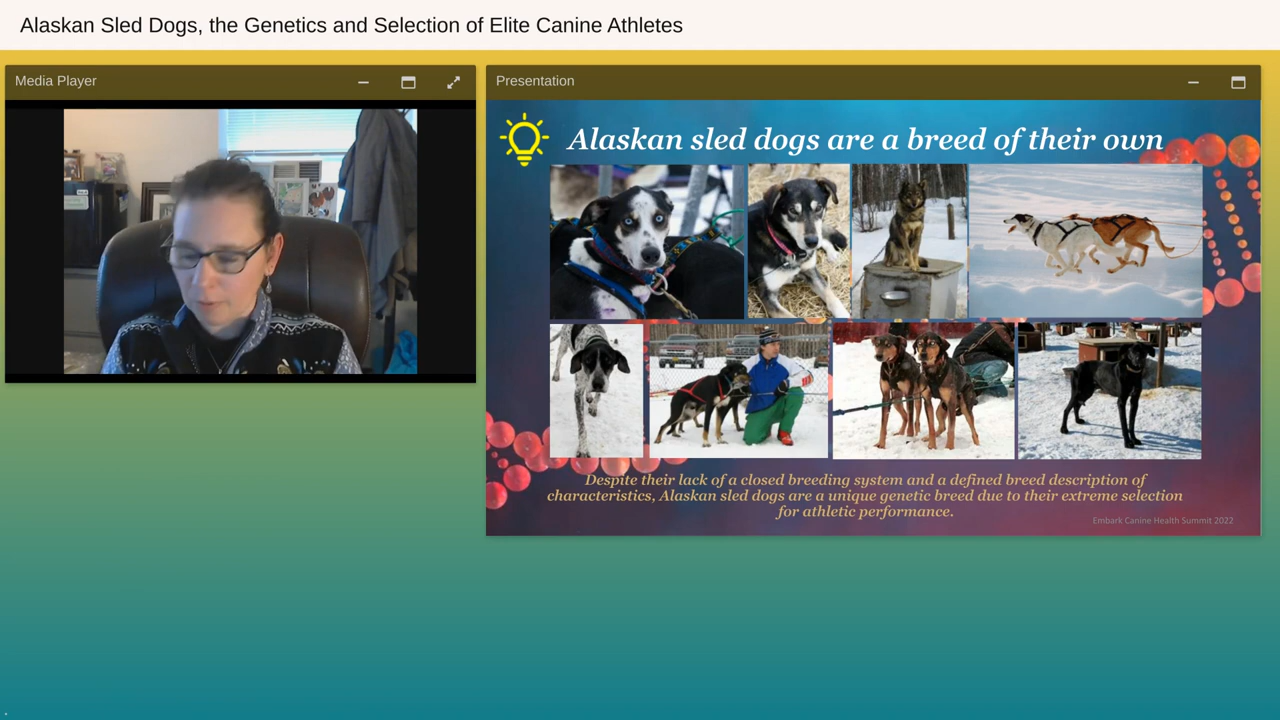 Alaskan Sled Dogs, the Genetics and Selection of Elite Canine Athletes
Media Player
Presentation
Alaskan sled dogs are a breed of their own
Despite their lack of a closed breeding system and a defined breed description of
characteristics, Alaskan sled dogs are a unique genetic breed due to their extreme selection
for athletic performance.
Embark Canine Health Summit 2022